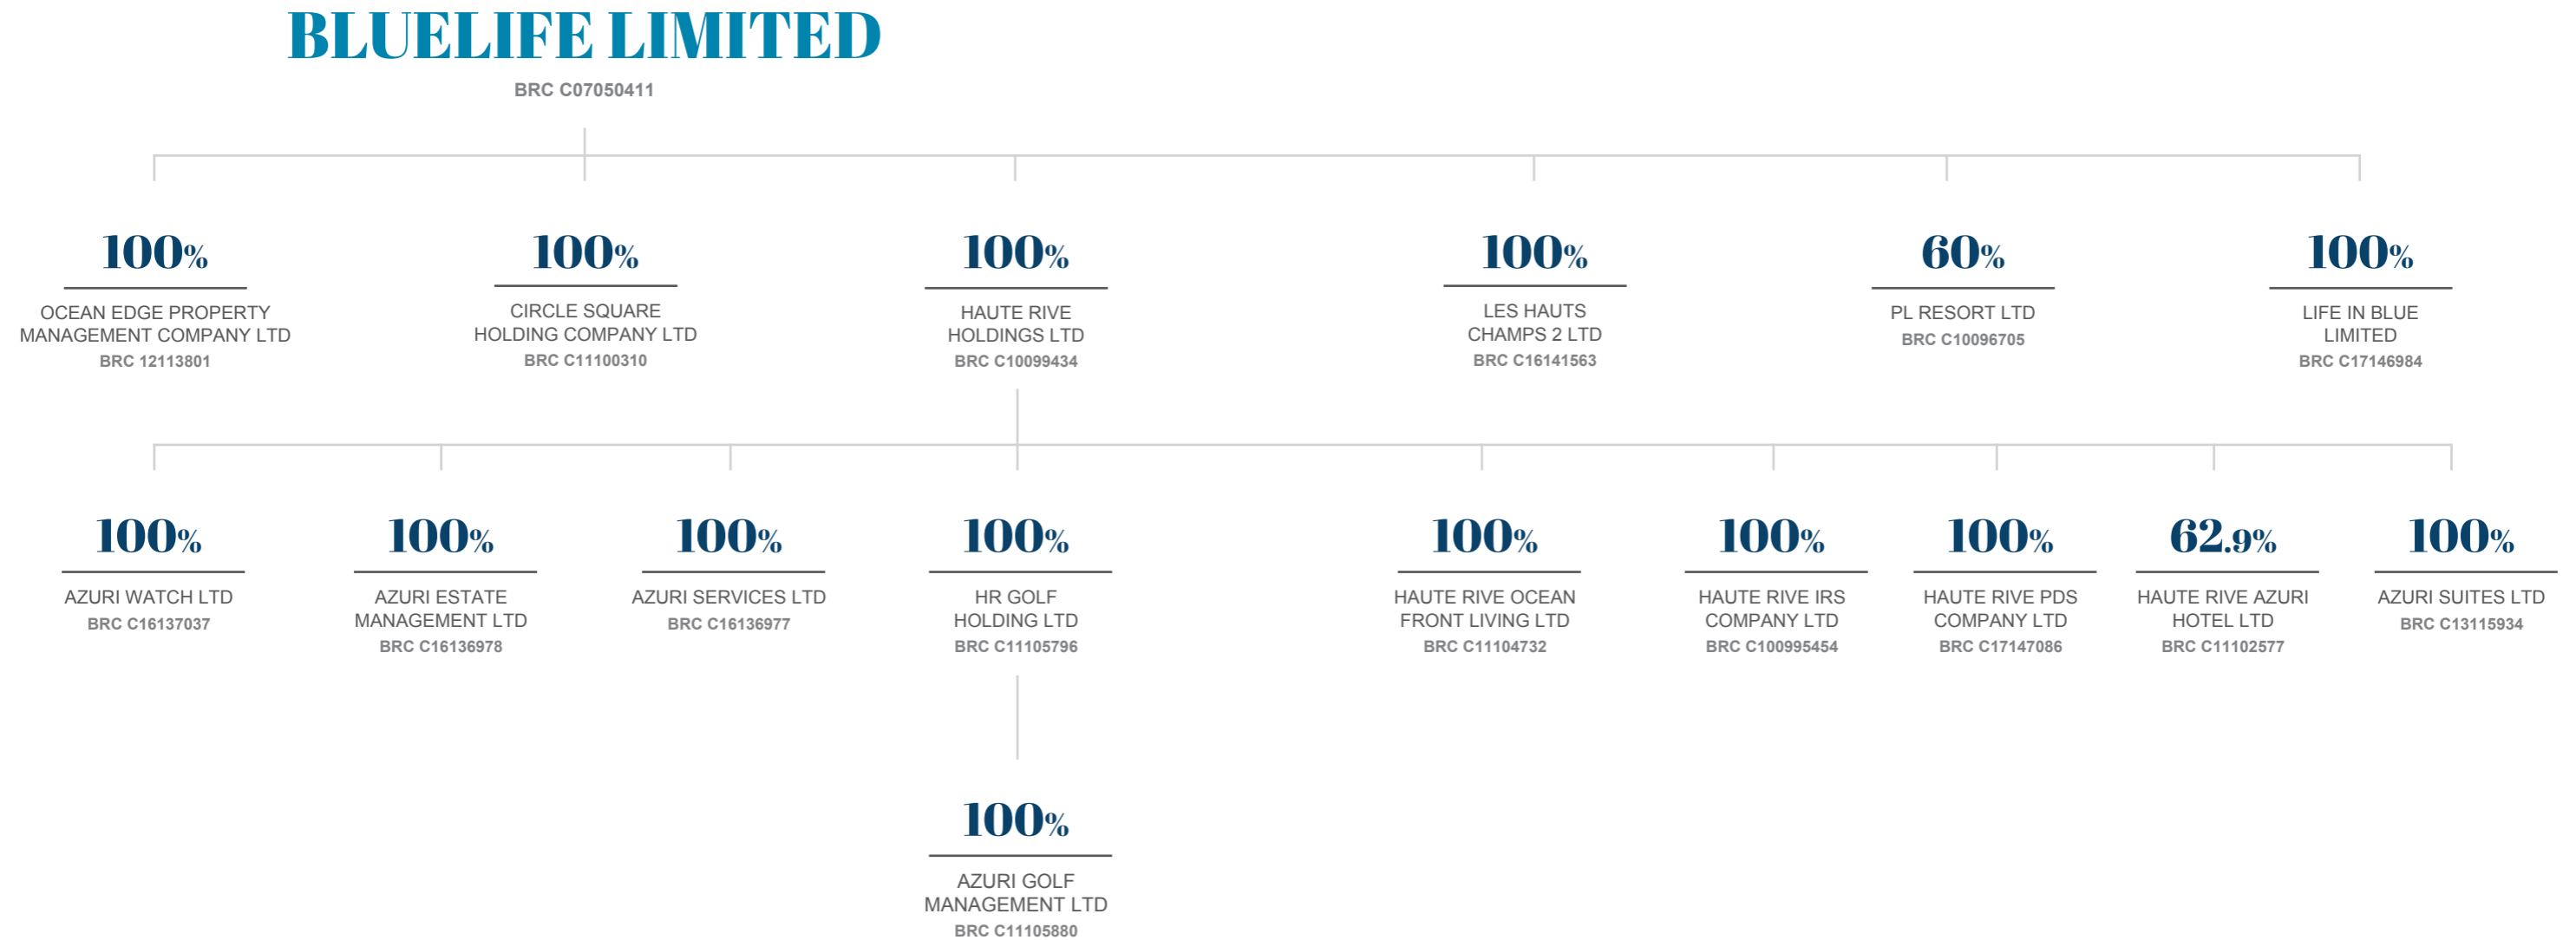 BLUELIFE LIMITED
BRC C07050411
100%
OCEAN EDGE PROPERTY
MANAGEMENT COMPANY LTD
BRC 12113801
100%
CIRCLE SQUARE
HOLDING COMPANY LTD
BRC C11100310
100%
HAUTE RIVE
HOLDINGS LTD
BRC C10099434
100%
LES HAUTS
CHAMPS 2 LTD
BRC C16141563
60%
PL RESORT LTD
BRC C10096705
100%
LIFE IN BLUE
LIMITED
BRC C17146984
100%
AZURI WATCH LTD
BRC C16137037
100%
AZURI ESTATE
MANAGEMENT LTD
BRC C16136978
100%
AZURI SERVICES LTD
BRC C16136977
100%
HR GOLF
HOLDING LTD
BRC C11105796
100%
HAUTE RIVE OCEAN
FRONT LIVING LTD
BRC C11104732
100%
HAUTE RIVE IRS
COMPANY LTD
BRC C100995454
100%
HAUTE RIVE PDS
COMPANY LTD
BRC C17147086
62.9%
HAUTE RIVE AZURI
HOTEL LTD
BRC C11102577
100%
AZURI SUITES LTD
BRC C13115934
100%
AZURI GOLF
MANAGEMENT LTD
BRC C11105880